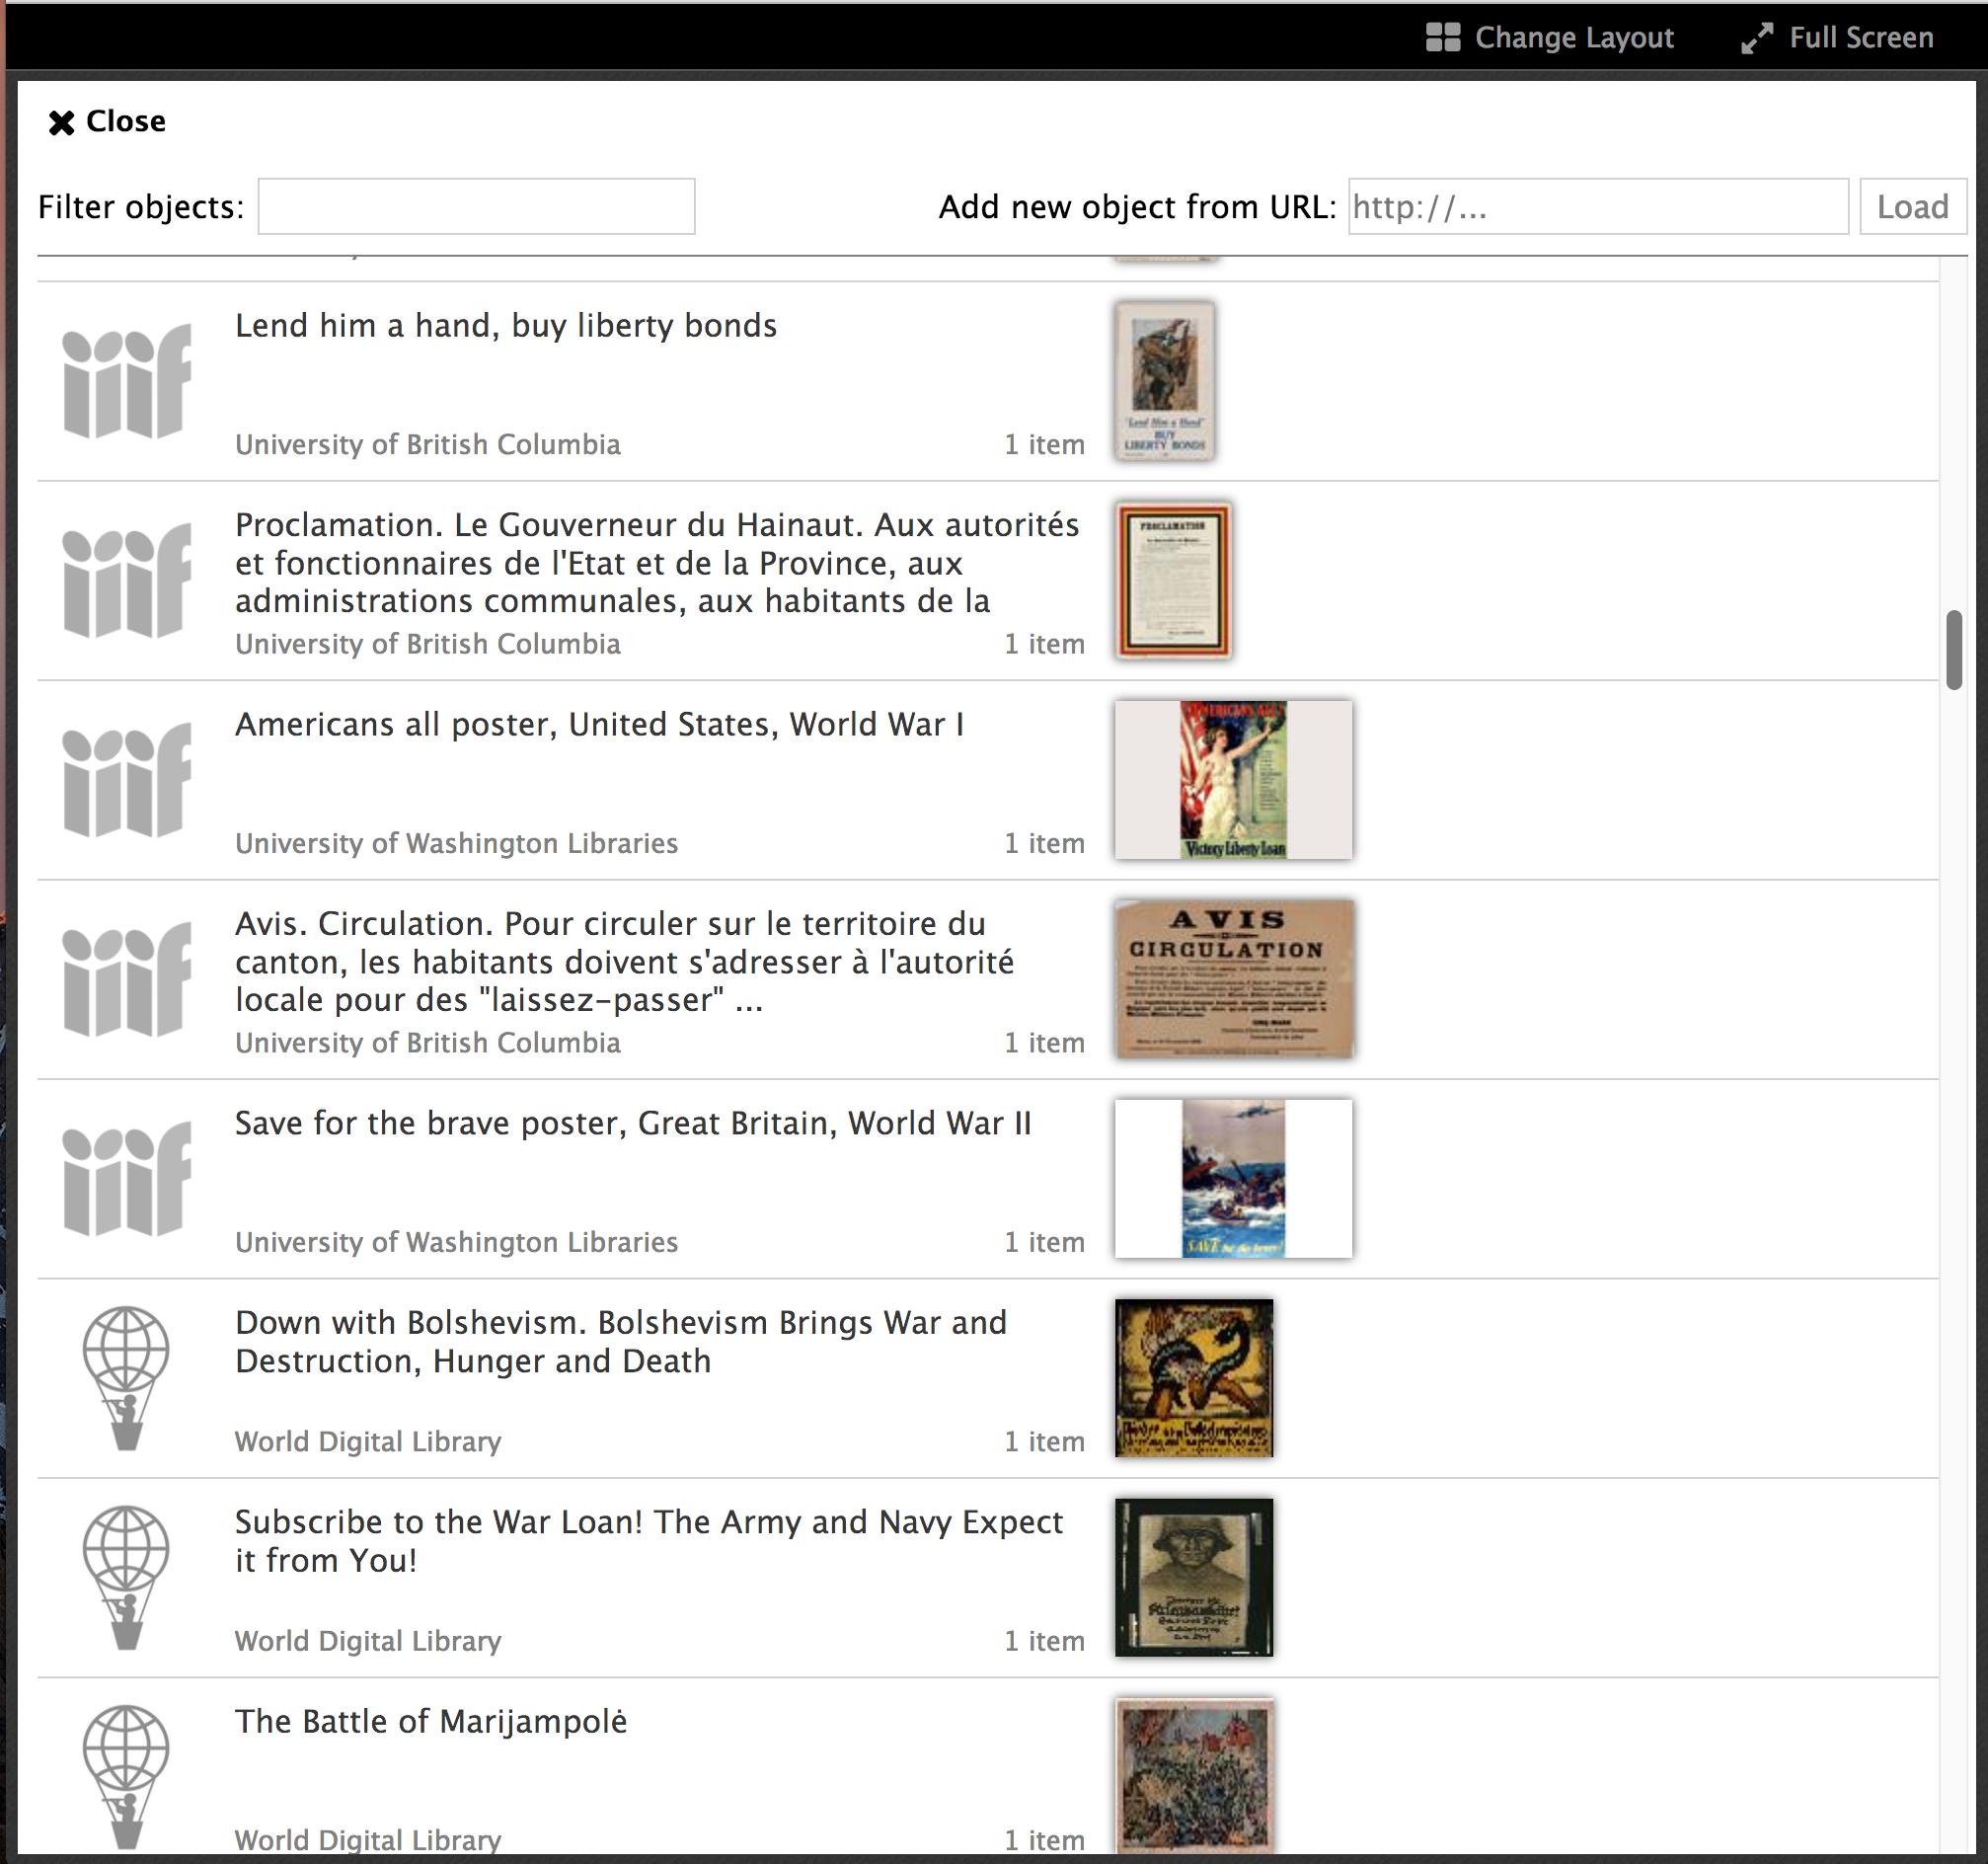 Change Layout
Full Screen
Close
Filter objects:
Add new object from URL:
http://...
Load
iiif
Lend him a hand, buy liberty bonds
University of British Columbia
1 item
"Lend Him a Hand"
BUY
LIBERTY BONDS
iiif
Proclamation. Le Gouverneur du Hainaut. Aux autorités
et fonctionnaires de l'Etat et de la Province, aux
administrations communales, aux habitants de la
University of British Columbia
1 item
PROCLAMATION
iiif
Americans all poster, United States, World War I
University of Washington Libraries
1 item
AMERICANS ALL!
Victory Liberty Loan
iiif
Avis. Circulation. Pour circuler sur le territoire du
canton, les habitants doivent s'adresser à l'autorité
locale pour des "laissez-passer" ...
University of British Columbia
1 item
AVIS
CIRCULATION
iiif
Save for the brave poster, Great Britain, World War II
University of Washington Libraries
1 item
SAVE for the brave!
Down with Bolshevism. Bolshevism Brings War and
Destruction, Hunger and Death
World Digital Library
1 item
Subscribe to the War Loan! The Army and Navy Expect
it from You!
World Digital Library
1 item
The Battle of Marijampolė
World Digital Library
1 item